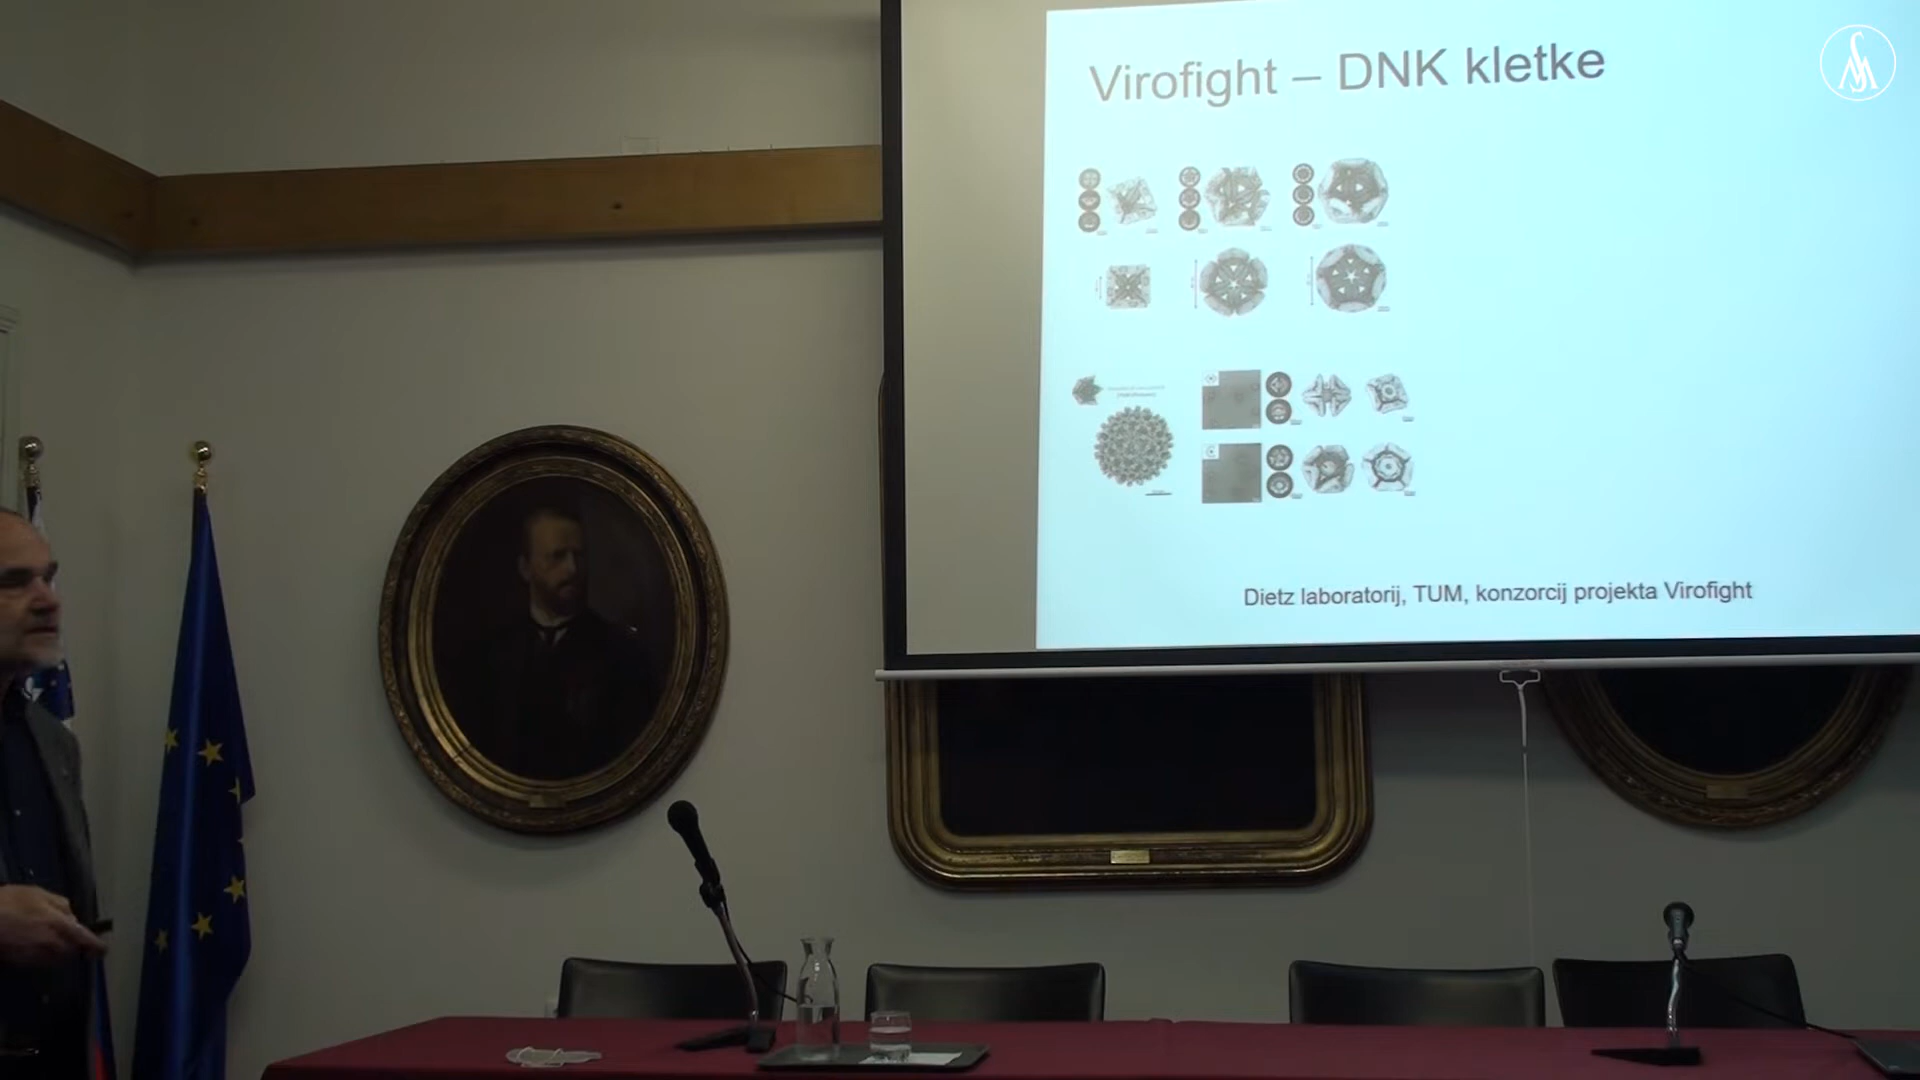 Virofight – DNK kletke
Dietz laboratorij, TUM, konzorcij projekta Virofight